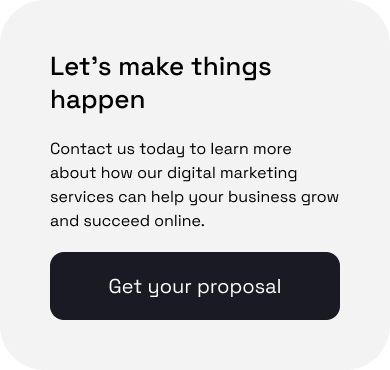 Let’s make things
happen
Contact us today to learn more
about how our digital marketing
services can help your business grow
and succeed online.
Get your proposal